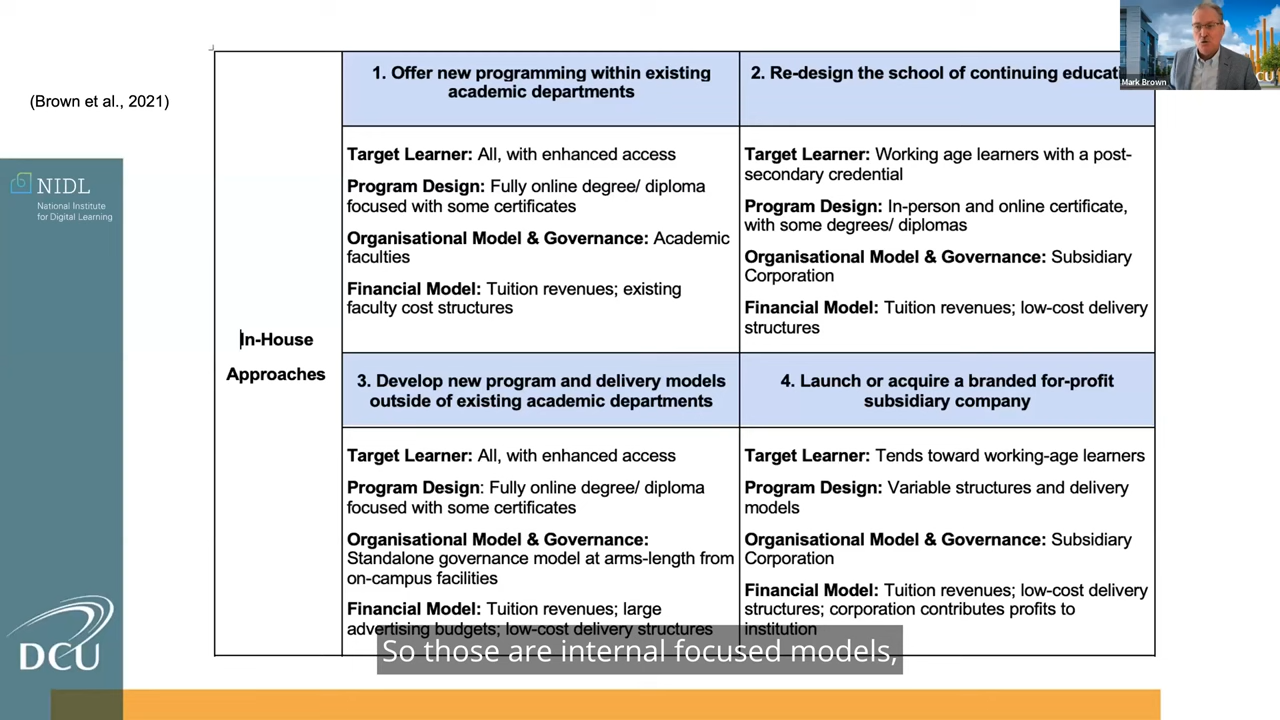 (Brown et al., 2021)
NIDL
National Institute
for Digital Learning
DCU
In-House
Approaches
1. Offer new programming within existing
academic departments
Target Learner: All, with enhanced access
Program Design: Fully online degree/ diploma
focused with some certificates
Organisational Model & Governance: Academic
faculties
Financial Model: Tuition revenues; existing
faculty cost structures
2. Re-design the school of continuing
Target Learner: Working age learners with a post-
secondary credential
Program Design: In-person and online certificate,
with some degrees/ diplomas
Organisational Model & Governance: Subsidiary
Corporation
Financial Model: Tuition revenues; low-cost delivery
structures
3. Develop new program and delivery models
outside of existing academic departments
Target Learner: All, with enhanced access
Program Design: Fully online degree/ diploma
focused with some certificates
Organisational Model & Governance:
Standalone governance model at arms-length from
on-campus facilities
Financial Model: Tuition revenues; large
advertising budgets; low-cost delivery structures
4. Launch or acquire a branded for-profit
subsidiary company
Target Learner: Tends toward working-age learners
Program Design: Variable structures and delivery
models
Organisational Model & Governance: Subsidiary
Corporation
Financial Model: Tuition revenues; low-cost delivery
structures; corporation contributes profits to
institution
Mark Brown
So those are internal focused models,